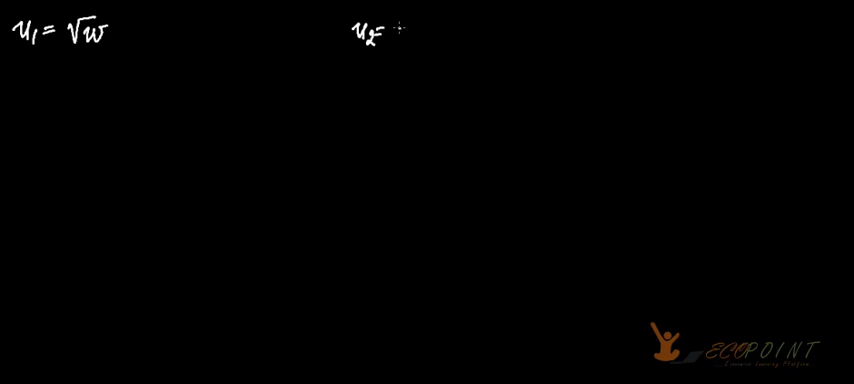 u₁ = √w u₂ =
ECOPOINT